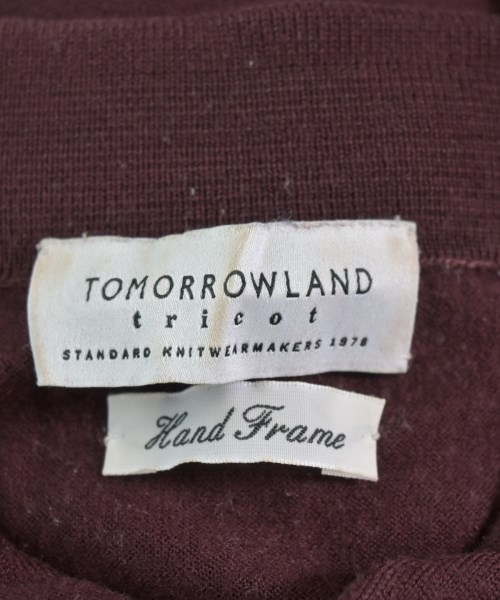 TOMORROWLAND
tricot
STANDARD KNITWEARMAKERS 1978
Hand Frame